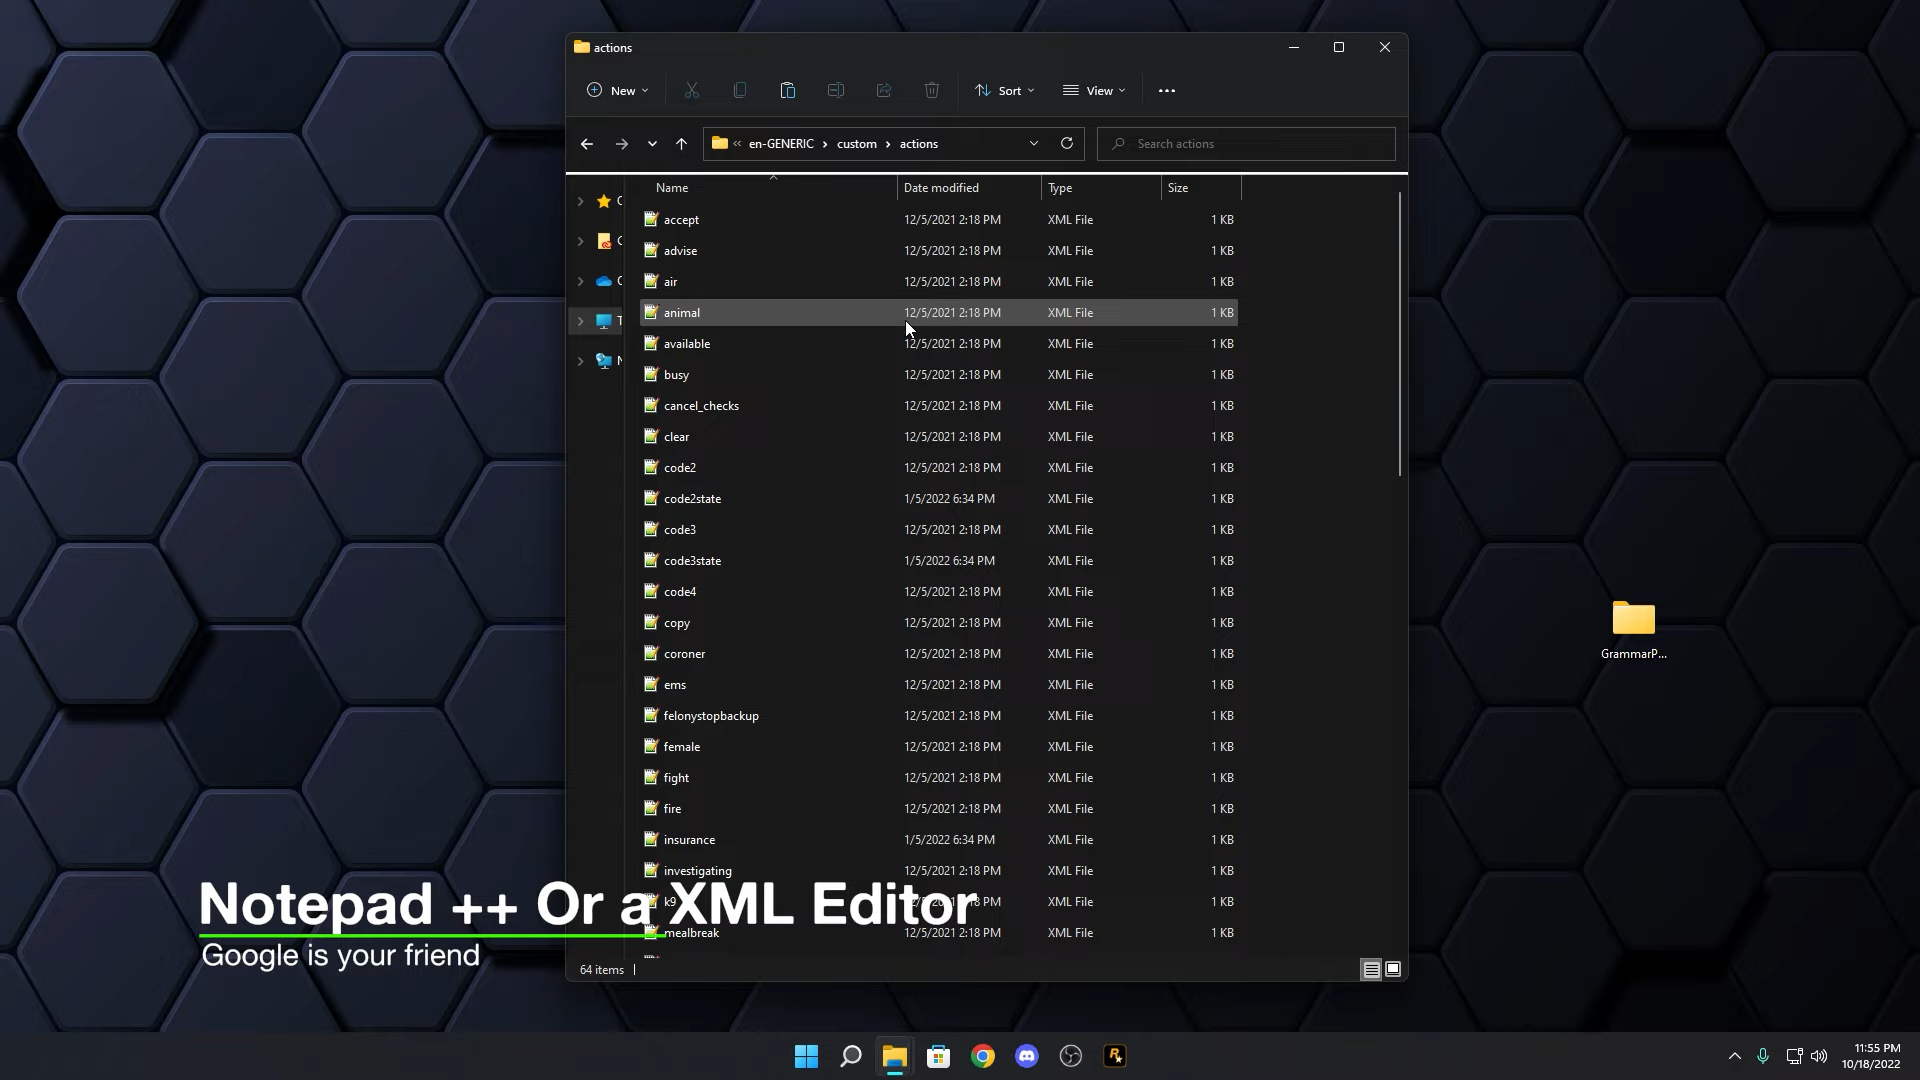 actions
New
Sort
View
en-GENERIC > custom > actions
Search actions
Name Date modified Type Size
accept 12/5/2021 2:18 PM XML File 1 KB
advise 12/5/2021 2:18 PM XML File 1 KB
air 12/5/2021 2:18 PM XML File 1 KB
animal 12/5/2021 2:18 PM XML File 1 KB
available 12/5/2021 2:18 PM XML File 1 KB
busy 12/5/2021 2:18 PM XML File 1 KB
cancel_checks 12/5/2021 2:18 PM XML File 1 KB
clear 12/5/2021 2:18 PM XML File 1 KB
code2 12/5/2021 2:18 PM XML File 1 KB
code2state 1/5/2022 6:34 PM XML File 1 KB
code3 12/5/2021 2:18 PM XML File 1 KB
code3state 1/5/2022 6:34 PM XML File 1 KB
code4 12/5/2021 2:18 PM XML File 1 KB
copy 12/5/2021 2:18 PM XML File 1 KB
coroner 12/5/2021 2:18 PM XML File 1 KB
ems 12/5/2021 2:18 PM XML File 1 KB
felonystopbackup 12/5/2021 2:18 PM XML File 1 KB
female 12/5/2021 2:18 PM XML File 1 KB
fight 12/5/2021 2:18 PM XML File 1 KB
fire 12/5/2021 2:18 PM XML File 1 KB
insurance 1/5/2022 6:34 PM XML File 1 KB
investigating 12/5/2021 2:18 PM XML File 1 KB
k9 XML File 1 KB
mealbreak 12/5/2021 2:18 PM XML File 1 KB
64 items
GrammarP...
Notepad ++ Or a XML Editor
Google is your friend
11:55 PM
10/18/2022